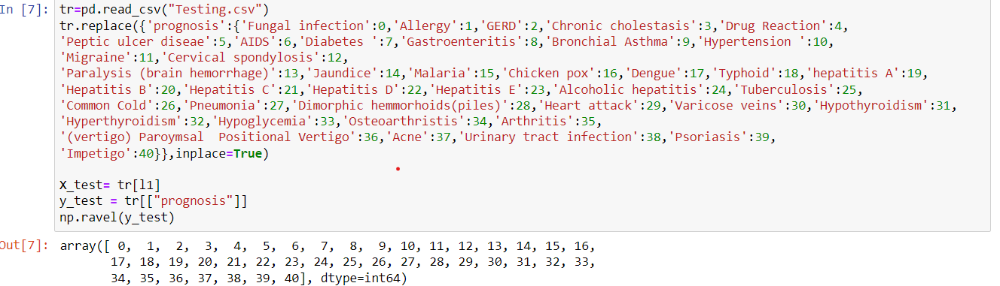 In [7]: tr=pd.read_csv("Testing.csv")
tr.replace({'prognosis':{'Fungal infection':0,'Allergy':1,'GERD':2,'Chronic cholestasis':3,'Drug Reaction':4,
'Peptic ulcer diseae':5,'AIDS':6,'Diabetes ':7,'Gastroenteritis':8,'Bronchial Asthma':9,'Hypertension ':10,
'Migraine':11,'Cervical spondylosis':12,
'Paralysis (brain hemorrhage)':13,'Jaundice':14,'Malaria':15,'Chicken pox':16,'Dengue':17,'Typhoid':18,'hepatitis A':19,
'Hepatitis B':20,'Hepatitis C':21,'Hepatitis D':22,'Hepatitis E':23,'Alcoholic hepatitis':24,'Tuberculosis':25,
'Common Cold':26,'Pneumonia':27,'Dimorphic hemmorhoids(piles)':28,'Heart attack':29,'Varicose veins':30,'Hypothyroidism':31,
'Hyperthyroidism':32,'Hypoglycemia':33,'Osteoarthristis':34,'Arthritis':35,
'(vertigo) Paroymsal  Positional Vertigo':36,'Acne':37,'Urinary tract infection':38,'Psoriasis':39,
'Impetigo':40}},inplace=True)
X_test= tr[l1]
y_test = tr[["prognosis"]]
np.ravel(y_test)
Out[7]: array([ 0,  1,  2,  3,  4,  5,  6,  7,  8,  9, 10, 11, 12, 13, 14, 15, 16,
17, 18, 19, 20, 21, 22, 23, 24, 25, 26, 27, 28, 29, 30, 31, 32, 33,
34, 35, 36, 37, 38, 39, 40], dtype=int64)